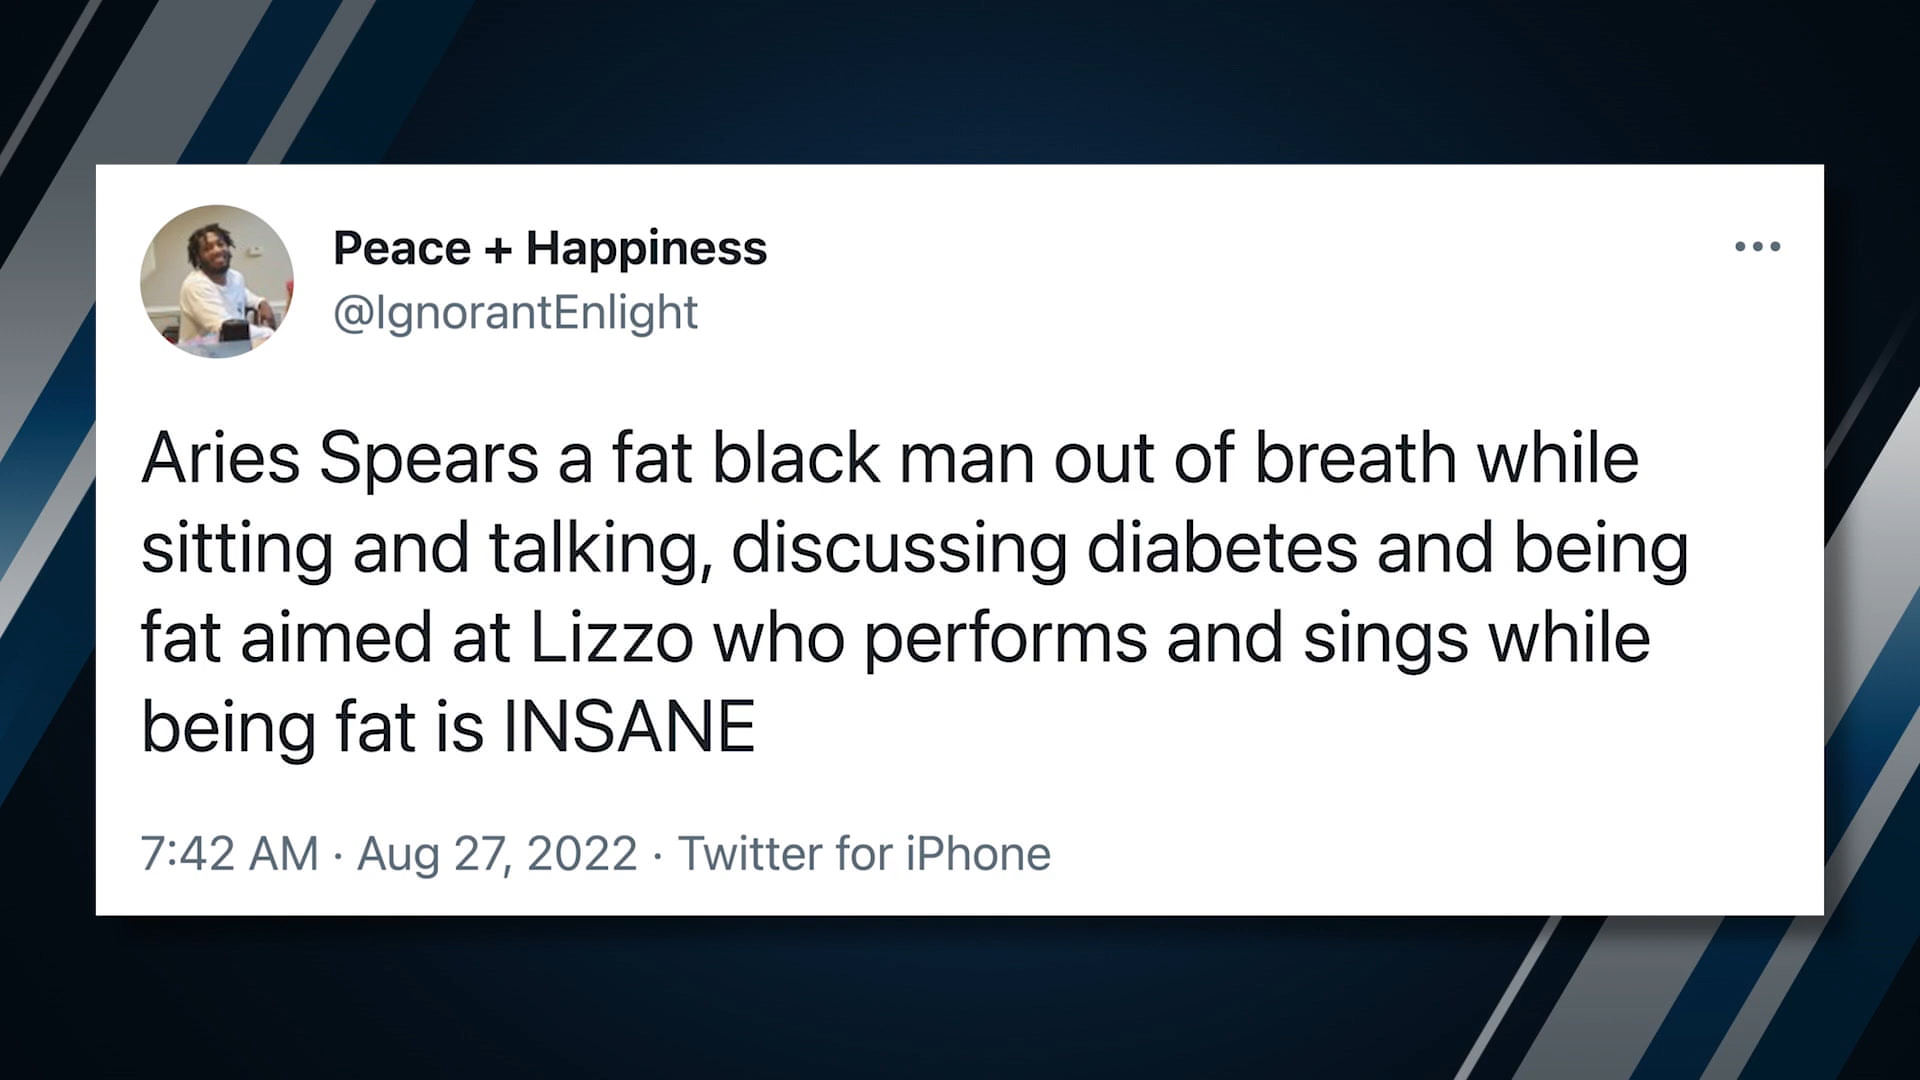 Peace + Happiness
@IgnorantEnlight
Aries Spears a fat black man out of breath while
sitting and talking, discussing diabetes and being
fat aimed at Lizzo who performs and sings while
being fat is INSANE
7:42 AM · Aug 27, 2022 · Twitter for iPhone